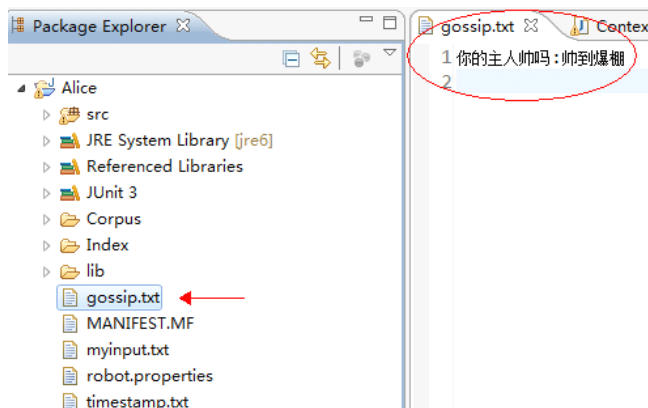 Package Explorer
gossip.txt
Contex
1 你的主人帅吗:帅到爆棚
2
Alice
src
JRE System Library [jre6]
Referenced Libraries
JUnit 3
Corpus
Index
lib
gossip.txt
MANIFEST.MF
myinput.txt
robot.properties
timestamp.txt